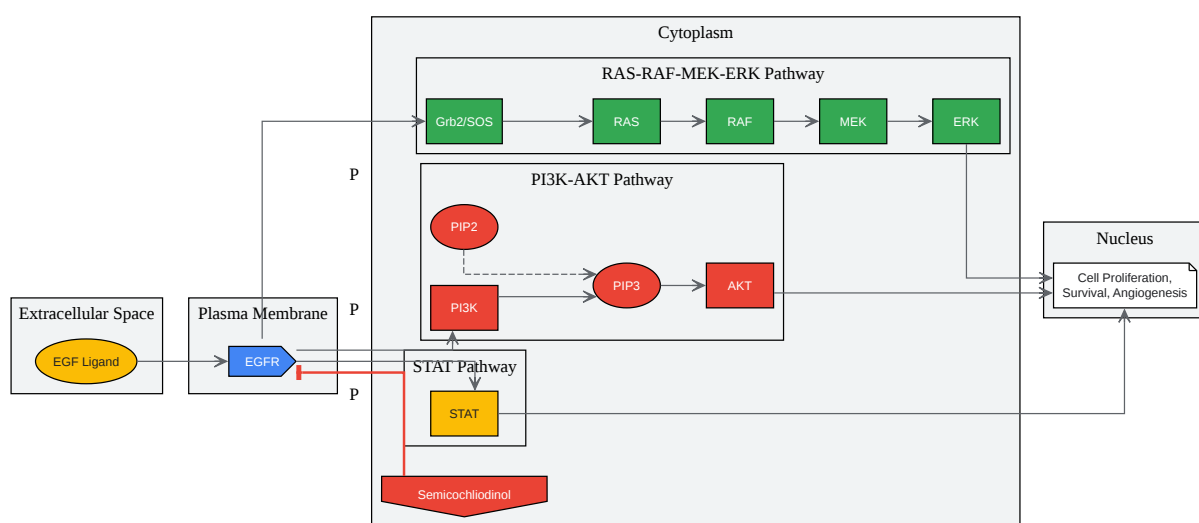 Cytoplasm
RAS-RAF-MEK-ERK Pathway
Grb2/SOS
RAS
RAF
MEK
ERK
P
PI3K-AKT Pathway
PIP2
PIP3
AKT
PI3K
Nucleus
Cell Proliferation,
Survival, Angiogenesis
Extracellular Space
EGF Ligand
Plasma Membrane
EGFR
P
STAT Pathway
STAT
P
Semicochliodinol